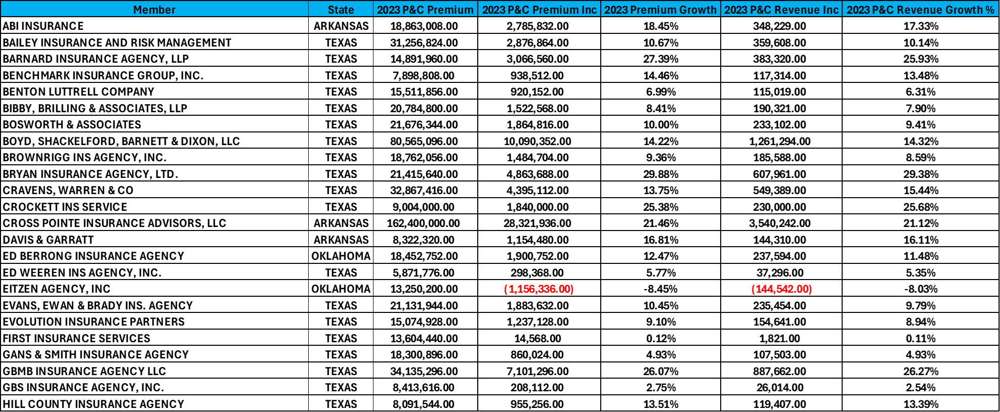 Member State 2023 P&C Premium 2023 P&C Premium Inc 2023 Premium Growth 2023 P&C Revenue Inc 2023 P&C Revenue Growth %
ABI INSURANCE ARKANSAS 18,863,008.00 2,785,832.00 18.45% 348,229.00 17.33%
BAILEY INSURANCE AND RISK MANAGEMENT TEXAS 31,256,824.00 2,876,864.00 10.67% 359,608.00 10.14%
BARNARD INSURANCE AGENCY, LLP TEXAS 14,891,960.00 3,066,560.00 27.39% 383,320.00 25.93%
BENCHMARK INSURANCE GROUP, INC. TEXAS 7,898,808.00 938,512.00 14.46% 117,314.00 13.48%
BENTON LUTTRELL COMPANY TEXAS 15,511,856.00 920,152.00 6.99% 115,019.00 6.31%
BIBBY, BRILLING & ASSOCIATES, LLP TEXAS 20,784,800.00 1,522,568.00 8.41% 190,321.00 7.90%
BOSWORTH & ASSOCIATES TEXAS 21,676,344.00 1,864,816.00 10.00% 233,102.00 9.41%
BOYD, SHACKELFORD, BARNETT & DIXON, LLC TEXAS 80,565,096.00 10,090,352.00 14.22% 1,261,294.00 14.32%
BROWNRIGG INS AGENCY, INC. TEXAS 18,762,056.00 1,484,704.00 9.36% 185,588.00 8.59%
BRYAN INSURANCE AGENCY, LTD. TEXAS 21,415,640.00 4,863,688.00 29.88% 607,961.00 29.38%
CRAVENS, WARREN & CO TEXAS 32,867,416.00 4,395,112.00 13.75% 549,389.00 15.44%
CROCKETT INS SERVICE TEXAS 9,004,000.00 1,840,000.00 25.38% 230,000.00 25.68%
CROSS POINTE INSURANCE ADVISORS, LLC ARKANSAS 162,400,000.00 28,321,936.00 21.46% 3,540,242.00 21.12%
DAVIS & GARRATT ARKANSAS 8,322,320.00 1,154,480.00 16.81% 144,310.00 16.11%
ED BERRONG INSURANCE AGENCY OKLAHOMA 18,452,752.00 1,900,752.00 12.47% 237,594.00 11.48%
ED WEEREN INS AGENCY, INC. TEXAS 5,871,776.00 298,368.00 5.77% 37,296.00 5.35%
EITZEN AGENCY, INC OKLAHOMA 13,250,200.00 (1,156,336.00) -8.45% (144,542.00) -8.03%
EVANS, EWAN & BRADY INS. AGENCY TEXAS 21,131,944.00 1,883,632.00 10.45% 235,454.00 9.79%
EVOLUTION INSURANCE PARTNERS TEXAS 15,074,928.00 1,237,128.00 9.10% 154,641.00 8.94%
FIRST INSURANCE SERVICES TEXAS 13,604,440.00 14,568.00 0.12% 1,821.00 0.11%
GANS & SMITH INSURANCE AGENCY TEXAS 18,300,896.00 860,024.00 4.93% 107,503.00 4.93%
GBMB INSURANCE AGENCY LLC TEXAS 34,135,296.00 7,101,296.00 26.07% 887,662.00 26.27%
GBS INSURANCE AGENCY, INC. TEXAS 8,413,616.00 208,112.00 2.75% 26,014.00 2.54%
HILL COUNTY INSURANCE AGENCY TEXAS 8,091,544.00 955,256.00 13.51% 119,407.00 13.39%